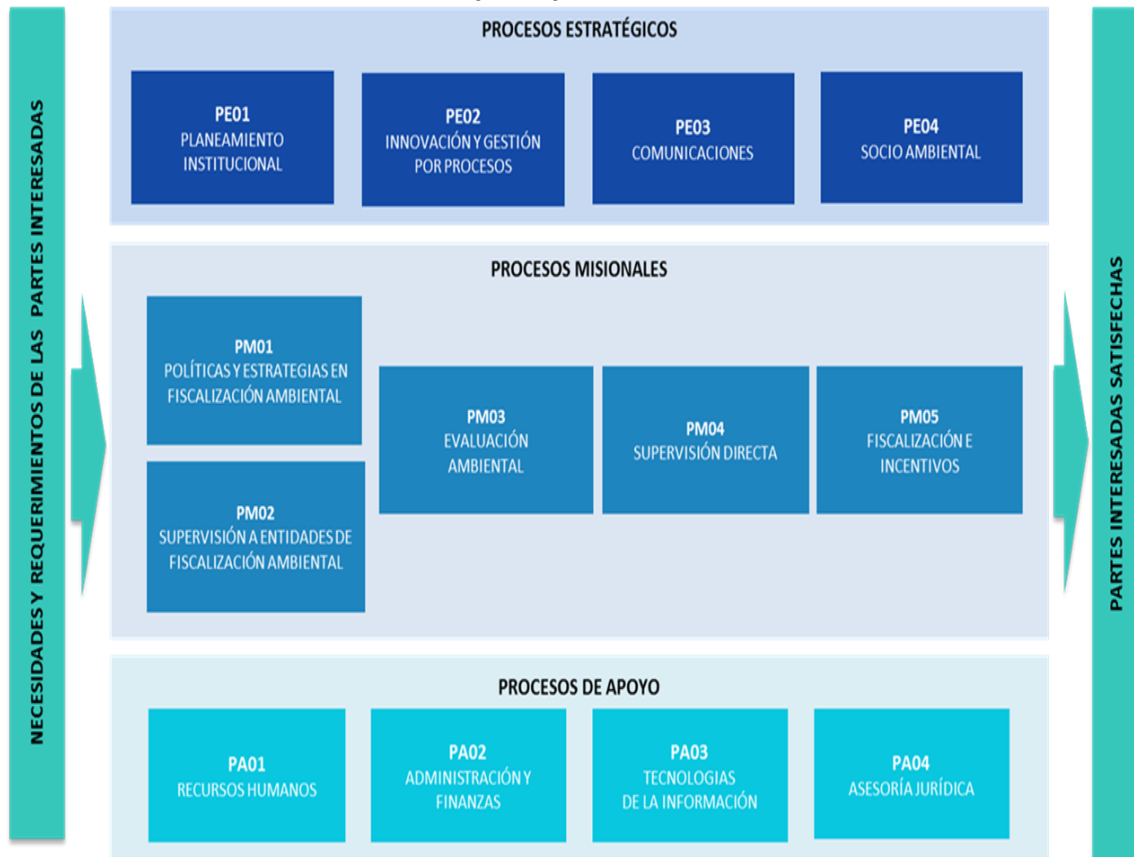 NECESIDADES Y REQUERIMIENTOS DE LAS PARTES INTERESADAS
PROCESOS ESTRATÉGICOS
PE01
PLANEAMIENTO
INSTITUCIONAL
PE02
INNOVACIÓN Y GESTIÓN
POR PROCESOS
PE03
COMUNICACIONES
PE04
SOCIO AMBIENTAL
PROCESOS MISIONALES
PM01
POLÍTICAS Y ESTRATEGIAS EN
FISCALIZACIÓN AMBIENTAL
PM02
SUPERVISIÓN A ENTIDADES DE
FISCALIZACIÓN AMBIENTAL
PM03
EVALUACIÓN
AMBIENTAL
PM04
SUPERVISIÓN DIRECTA
PM05
FISCALIZACIÓN E
INCENTIVOS
PROCESOS DE APOYO
PA01
RECURSOS HUMANOS
PA02
ADMINISTRACIÓN Y
FINANZAS
PA03
TECNOLOGIAS
DE LA INFORMACIÓN
PA04
ASESORÍA JURÍDICA
PARTES INTERESADAS SATISFECHAS